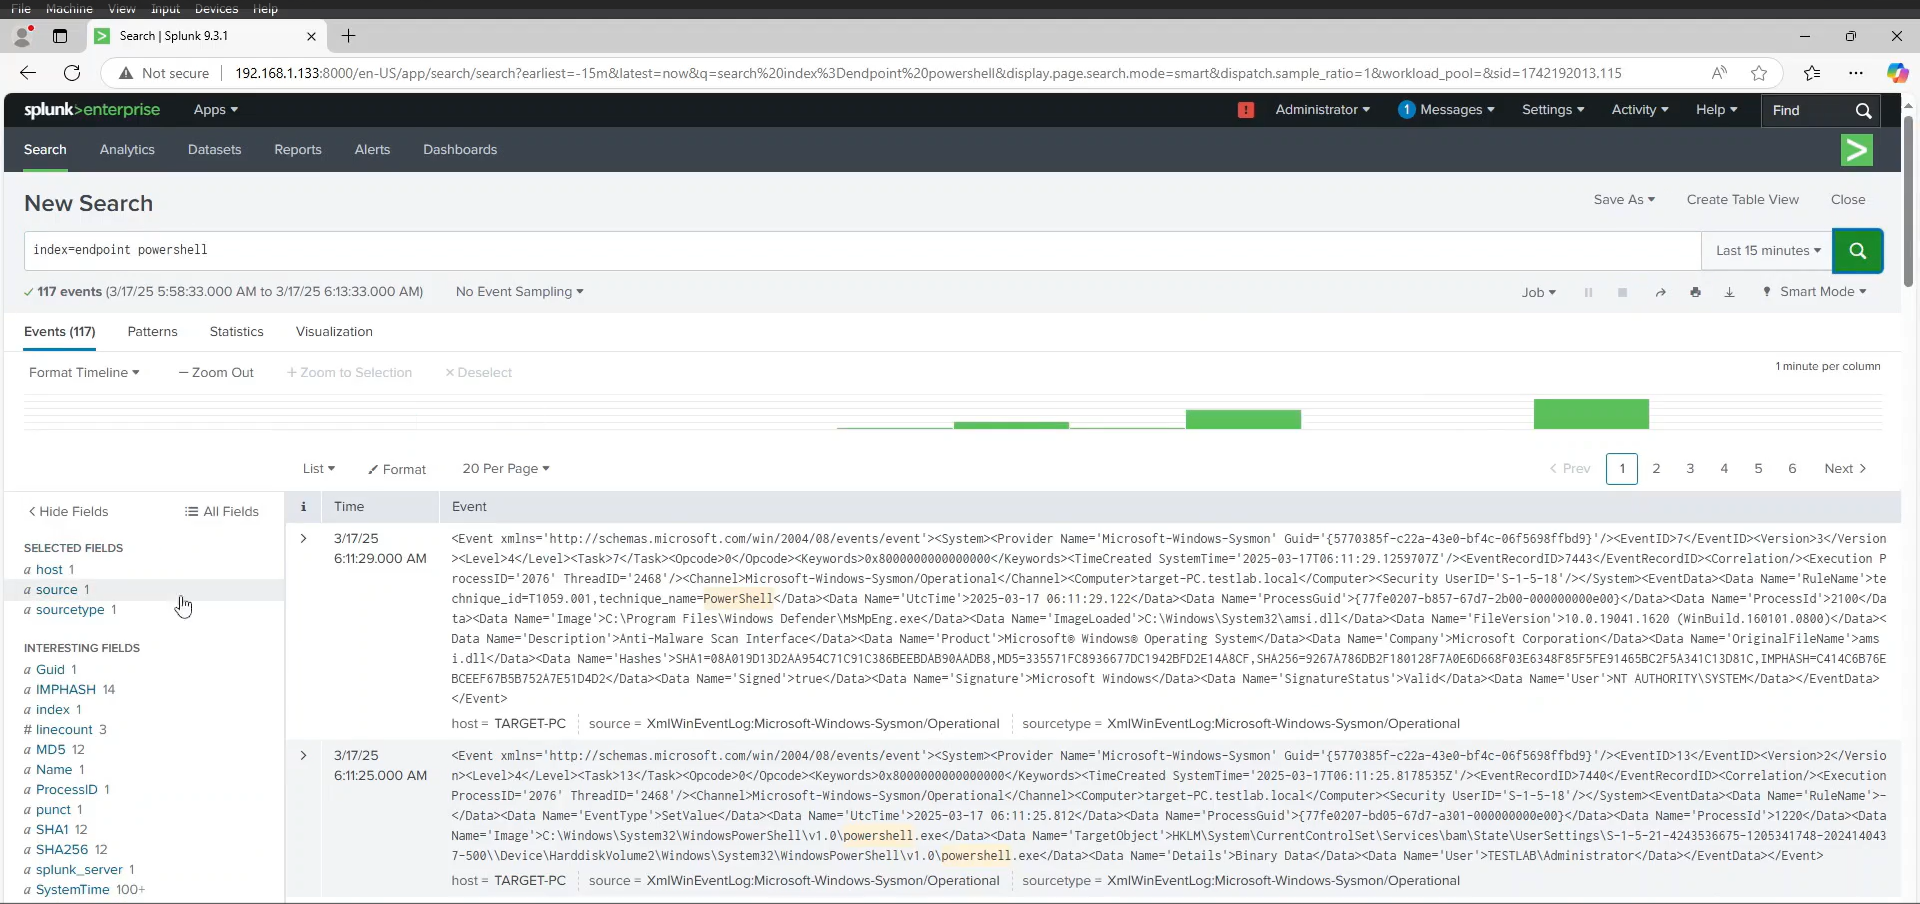 File Machine View Input Devices Help
Search | Splunk 9.3.1
Not secure 192.168.1.133:8000/en-US/app/search/search?earliest=-15m&latest=now&q=search%20index%3Dendpoint%20powershell&display.page.search.mode=smart&dispatch.sample_ratio=1&workload_pool=&sid=1742192013.115
splunk>enterprise Apps ! Administrator 1 Messages Settings Activity Help Find
Search Analytics Datasets Reports Alerts Dashboards
New Search Save As Create Table View Close
index=endpoint powershell Last 15 minutes
117 events (3/17/25 5:58:33.000 AM to 3/17/25 6:13:33.000 AM) No Event Sampling Job Smart Mode
Events (117) Patterns Statistics Visualization
Format Timeline – Zoom Out + Zoom to Selection × Deselect 1 minute per column
List Format 20 Per Page < Prev 1 2 3 4 5 6 Next >
< Hide Fields All Fields i Time Event
SELECTED FIELDS
a host 1
a source 1
a sourcetype 1
INTERESTING FIELDS
a Guid 1
a IMPHASH 14
a index 1
# linecount 3
a MD5 12
a Name 1
a ProcessID 1
a punct 1
a SHA1 12
a SHA256 12
a splunk_server 1
a SystemTime 100+
3/17/25
6:11:29.000 AM
<Event xmlns='http://schemas.microsoft.com/win/2004/08/events/event'><System><Provider Name='Microsoft-Windows-Sysmon' Guid='{5770385f-c22a-43e0-bf4c-06f5698ffbd9}'/><EventID>7</EventID><Version>3</Version
><Level>4</Level><Task>7</Task><Opcode>0</Opcode><Keywords>0x8000000000000000</Keywords><TimeCreated SystemTime='2025-03-17T06:11:29.1259707Z'/><EventRecordID>7443</EventRecordID><Correlation/><Execution P
rocessID='2076' ThreadID='2468'/><Channel>Microsoft-Windows-Sysmon/Operational</Channel><Computer>target-PC.testlab.local</Computer><Security UserID='S-1-5-18'/></System><EventData><Data Name='RuleName'>te
chnique_id=T1059.001,technique_name=PowerShell</Data><Data Name='UtcTime'>2025-03-17 06:11:29.122</Data><Data Name='ProcessGuid'>{77fe0207-b857-67d7-2b00-000000000e00}</Data><Data Name='ProcessId'>2100</Da
ta><Data Name='Image'>C:\Program Files\Windows Defender\MsMpEng.exe</Data><Data Name='ImageLoaded'>C:\Windows\System32\amsi.dll</Data><Data Name='FileVersion'>10.0.19041.1620 (WinBuild.160101.0800)</Data><
Data Name='Description'>Anti-Malware Scan Interface</Data><Data Name='Product'>Microsoft® Windows® Operating System</Data><Data Name='Company'>Microsoft Corporation</Data><Data Name='OriginalFileName'>ams
i.dll</Data><Data Name='Hashes'>SHA1=08A019D13D2AA954C71C91C386BEEBDAB90AADB8,MD5=335571FC8936677DC1942BFD2E14A8CF,SHA256=9267A786DB2F180128F7A0E6D668F03E6348F85F5FE91465BC2F5A341C13D81C,IMPHASH=C414C6B76E
BCEEF67B5B752A7E51D4D2</Data><Data Name='Signed'>true</Data><Data Name='Signature'>Microsoft Windows</Data><Data Name='SignatureStatus'>Valid</Data><Data Name='User'>NT AUTHORITY\SYSTEM</Data></EventData>
</Event>
host = TARGET-PC source = XmlWinEventLog:Microsoft-Windows-Sysmon/Operational sourcetype = XmlWinEventLog:Microsoft-Windows-Sysmon/Operational
3/17/25
6:11:25.000 AM
<Event xmlns='http://schemas.microsoft.com/win/2004/08/events/event'><System><Provider Name='Microsoft-Windows-Sysmon' Guid='{5770385f-c22a-43e0-bf4c-06f5698ffbd9}'/><EventID>13</EventID><Version>2</Versio
n><Level>4</Level><Task>13</Task><Opcode>0</Opcode><Keywords>0x8000000000000000</Keywords><TimeCreated SystemTime='2025-03-17T06:11:25.8178535Z'/><EventRecordID>7440</EventRecordID><Correlation/><Execution
ProcessID='2076' ThreadID='2468'/><Channel>Microsoft-Windows-Sysmon/Operational</Channel><Computer>target-PC.testlab.local</Computer><Security UserID='S-1-5-18'/></System><EventData><Data Name='RuleName'>-
</Data><Data Name='EventType'>SetValue</Data><Data Name='UtcTime'>2025-03-17 06:11:25.812</Data><Data Name='ProcessGuid'>{77fe0207-bd05-67d7-a301-000000000e00}</Data><Data Name='ProcessId'>1220</Data><Data
Name='Image'>C:\Windows\System32\WindowsPowerShell\v1.0\powershell.exe</Data><Data Name='TargetObject'>HKLM\System\CurrentControlSet\Services\bam\State\UserSettings\S-1-5-21-4243536675-1205341748-202414043
7-500\\Device\HarddiskVolume2\Windows\System32\WindowsPowerShell\v1.0\powershell.exe</Data><Data Name='Details'>Binary Data</Data><Data Name='User'>TESTLAB\Administrator</Data></EventData></Event>
host = TARGET-PC source = XmlWinEventLog:Microsoft-Windows-Sysmon/Operational sourcetype = XmlWinEventLog:Microsoft-Windows-Sysmon/Operational